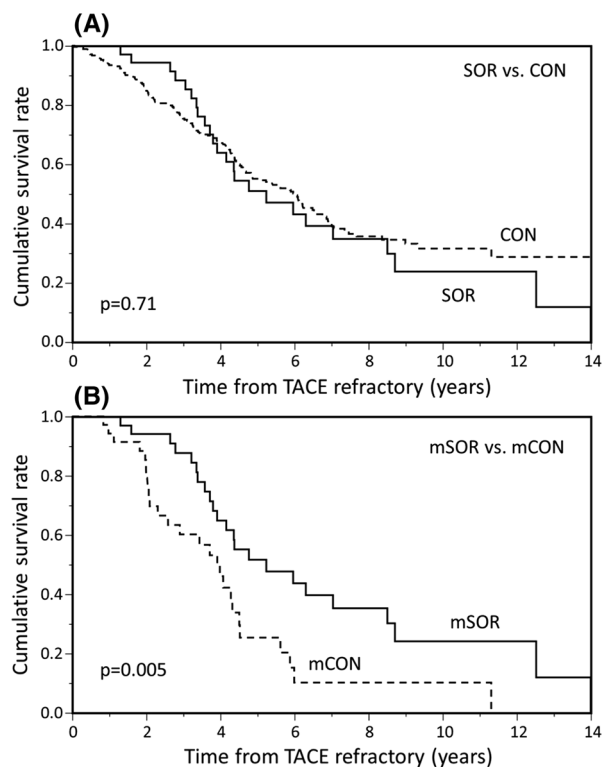 (A)
1.0
0.8
0.6
0.4
0.2
0.0
Cumulative survival rate
SOR vs. CON
CON
SOR
p=0.71
0 2 4 6 8 10 12 14
Time from TACE refractory (years)
(B)
1.0
0.8
0.6
0.4
0.2
0.0
Cumulative survival rate
mSOR vs. mCON
mSOR
mCON
p=0.005
0 2 4 6 8 10 12 14
Time from TACE refractory (years)